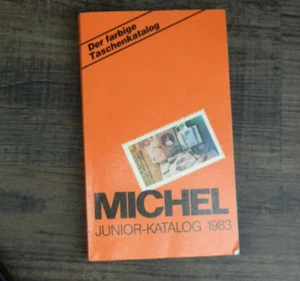 Der farbige
Taschenkatalog
MICHEL
JUNIOR-KATALOG 1983